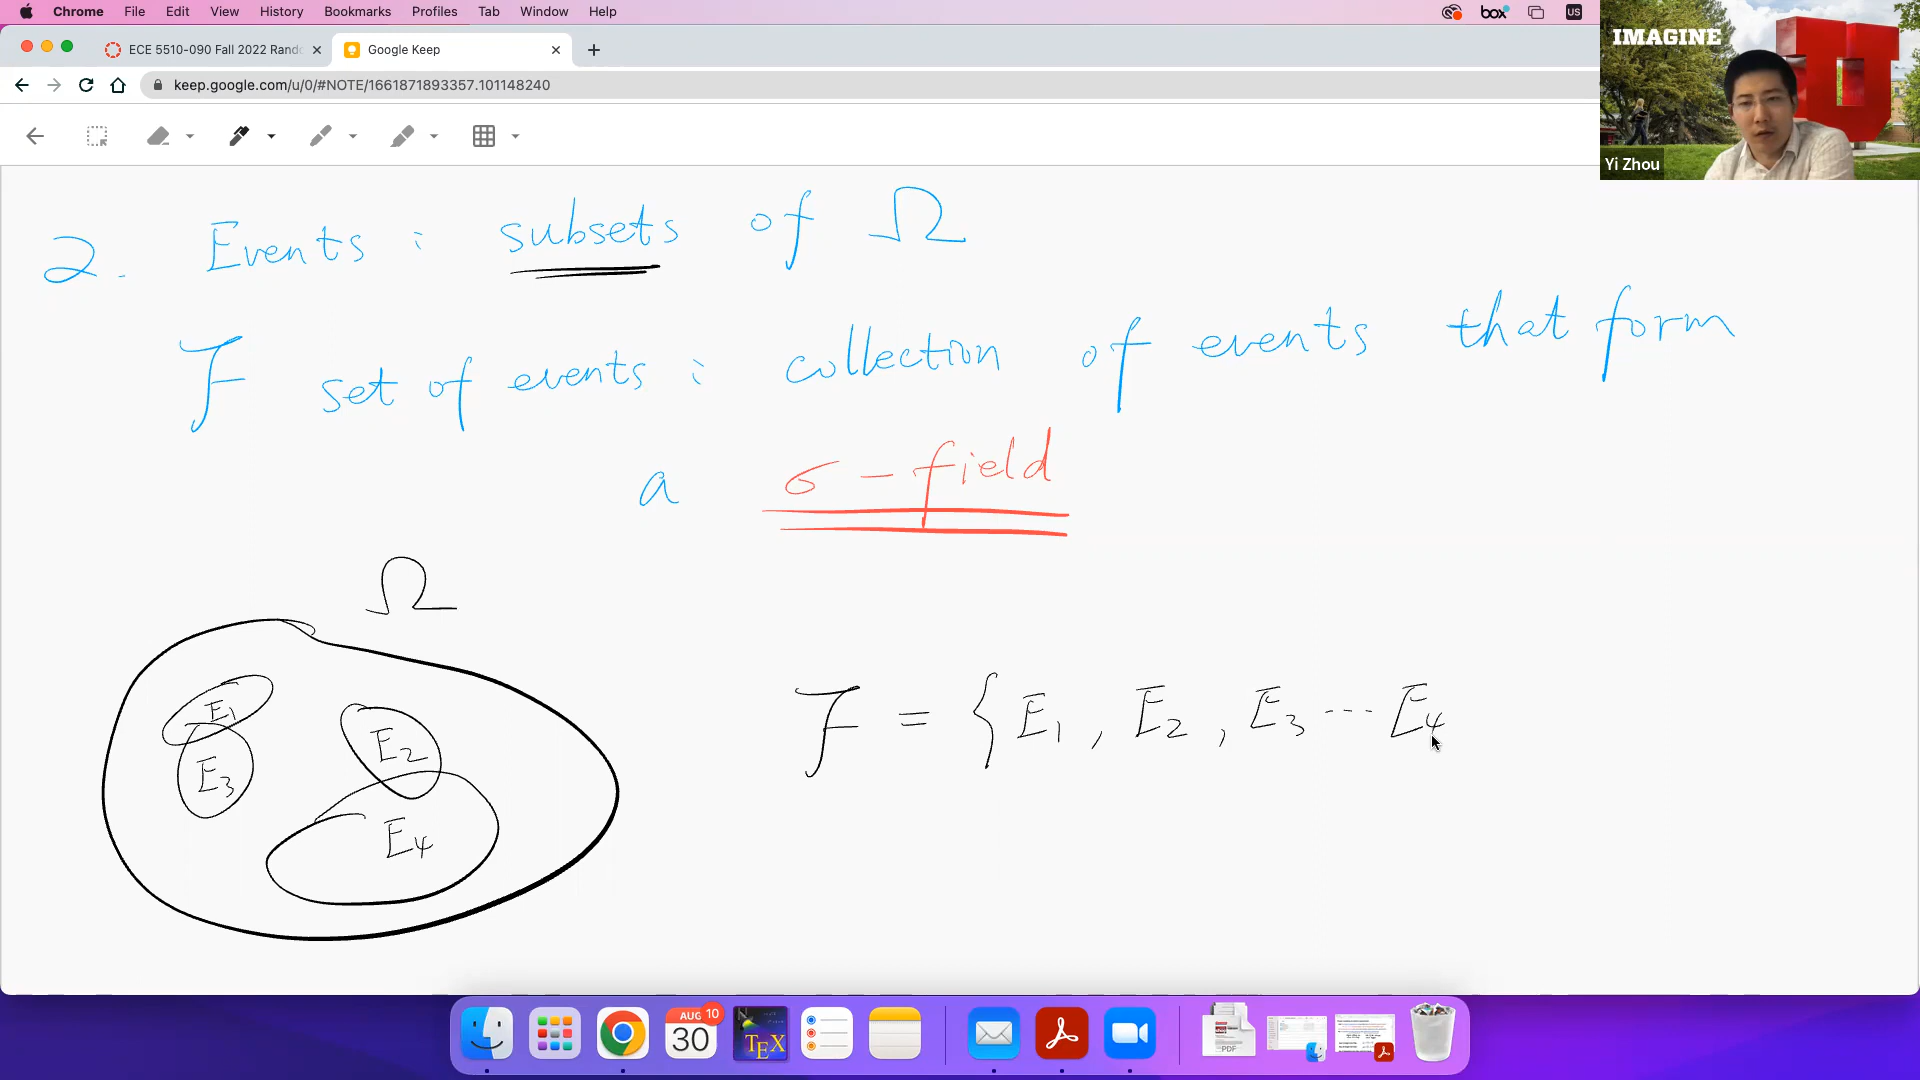 Chrome File Edit View History Bookmarks Profiles Tab Window Help
box
US
ECE 5510-090 Fall 2022 Rand
Google Keep
keep.google.com/u/0/#NOTE/1661871893357.101148240
IMAGINE
U
Yi Zhou
2. Events : subsets of Ω
F set of events : collection of events that form
a σ-field
Ω
E1
E3
E2
E4
F = { E1, E2, E3 --- E4
AUG 10
30
TEX
PDF